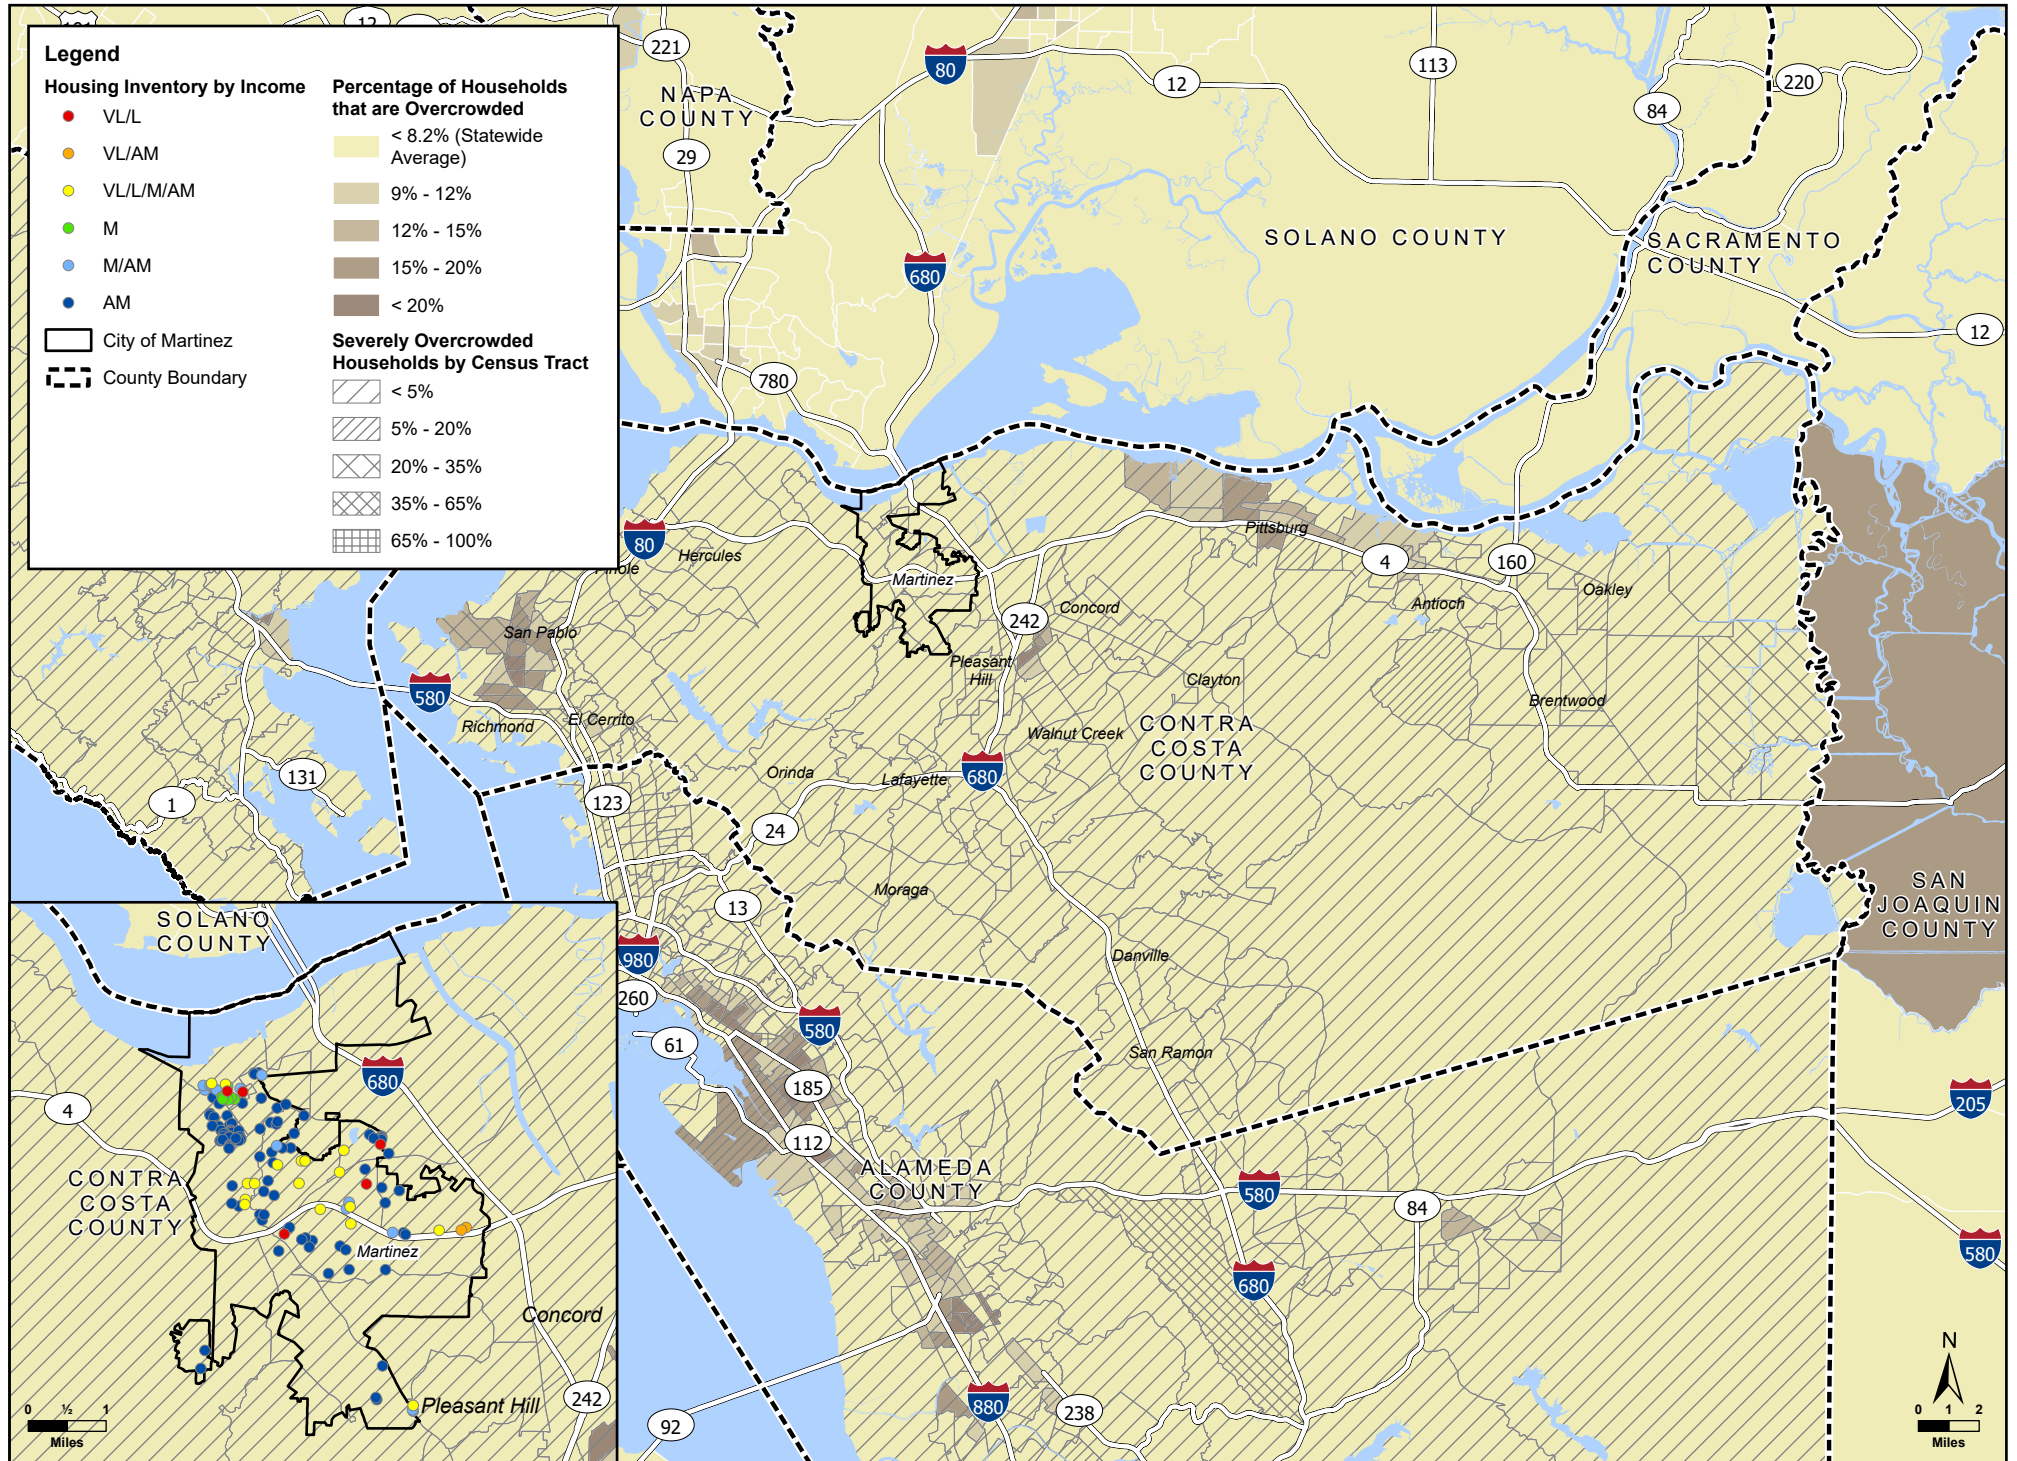 Legend
Housing Inventory by Income
VL/L
VL/AM
VL/L/M/AM
M
M/AM
AM
City of Martinez
County Boundary
Percentage of Households
that are Overcrowded
< 8.2% (Statewide
Average)
9% - 12%
12% - 15%
15% - 20%
< 20%
Severely Overcrowded
Households by Census Tract
< 5%
5% - 20%
20% - 35%
35% - 65%
65% - 100%
12
221
80
12
113
220
84
NAPA
COUNTY
29
SOLANO COUNTY
SACRAMENTO
COUNTY
680
12
780
80
Hercules
Martinez
Pittsburg
4
160
Oakley
Antioch
Concord
242
San Pablo
Pleasant
Hill
Clayton
580
Richmond
El Cerrito
Brentwood
Walnut Creek
CONTRA
COSTA
COUNTY
131
1
Orinda
Lafayette
680
123
24
Moraga
13
SAN
JOAQUIN
COUNTY
980
Danville
260
580
61
San Ramon
185
205
112
ALAMEDA
COUNTY
580
84
580
680
880
238
92
N
0 1 2
Miles
SOLANO
COUNTY
680
4
CONTRA
COSTA
COUNTY
Martinez
Concord
Pleasant Hill
242
0 ½ 1
Miles